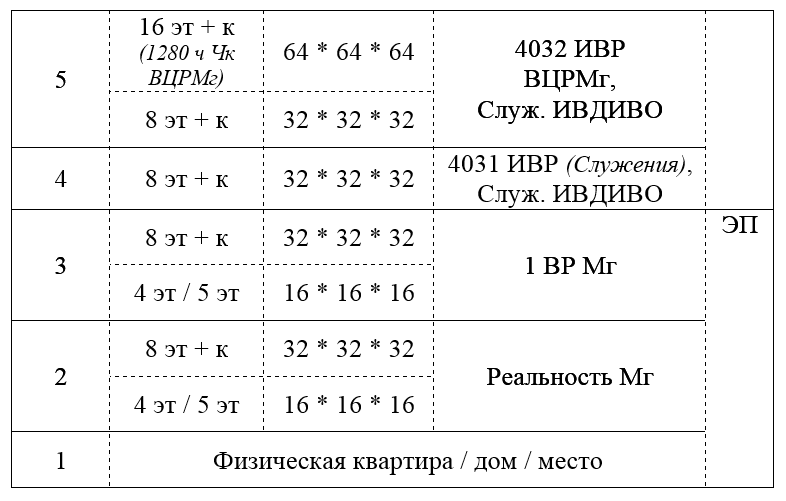 5
16 эт + к
(1280 ч Чк
ВЦРМг)
64 * 64 * 64
8 эт + к
32 * 32 * 32
4032 ИВР
ВЦРМг,
Служ. ИВДИВО
4
8 эт + к
32 * 32 * 32
4031 ИВР (Служения),
Служ. ИВДИВО
3
8 эт + к
32 * 32 * 32
4 эт / 5 эт
16 * 16 * 16
1 ВР Мг
2
8 эт + к
32 * 32 * 32
4 эт / 5 эт
16 * 16 * 16
Реальность Мг
1
Физическая квартира / дом / место
ЭП